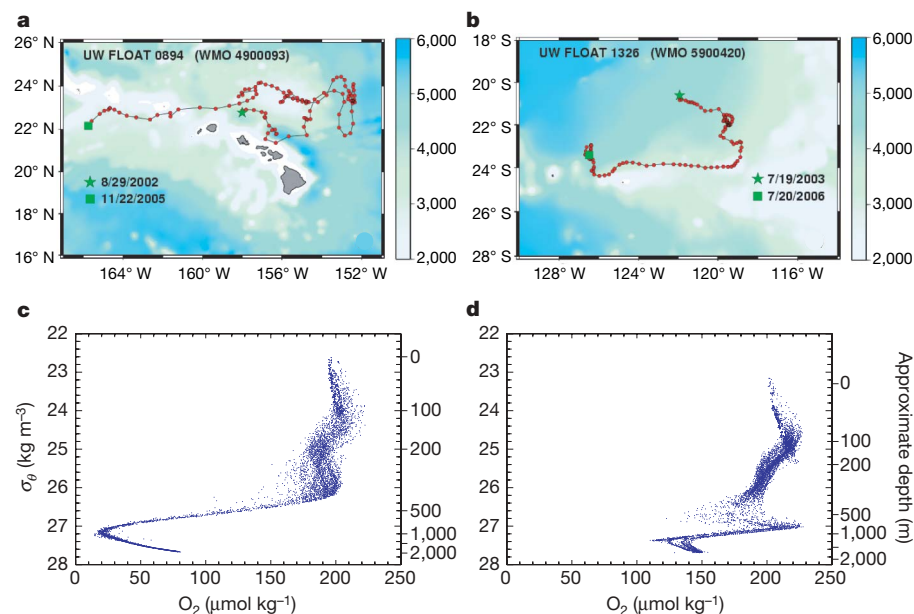 a
UW FLOAT 0894 (WMO 4900093)
26° N
24° N
22° N
20° N
18° N
16° N
8/29/2002
11/22/2005
164° W
160° W
156° W
152° W
6,000
5,000
4,000
3,000
2,000
b
UW FLOAT 1326 (WMO 5900420)
18° S
20° S
22° S
24° S
26° S
28° S
7/19/2003
7/20/2006
128° W
124° W
120° W
116° W
6,000
5,000
4,000
3,000
2,000
c
22
23
24
25
26
27
28
σθ (kg m⁻³)
0
50
100
150
200
250
O₂ (μmol kg⁻¹)
0
100
200
500
1,000
2,000
d
22
23
24
25
26
27
28
0
50
100
150
200
250
O₂ (μmol kg⁻¹)
0
100
200
500
1,000
2,000
Approximate depth (m)